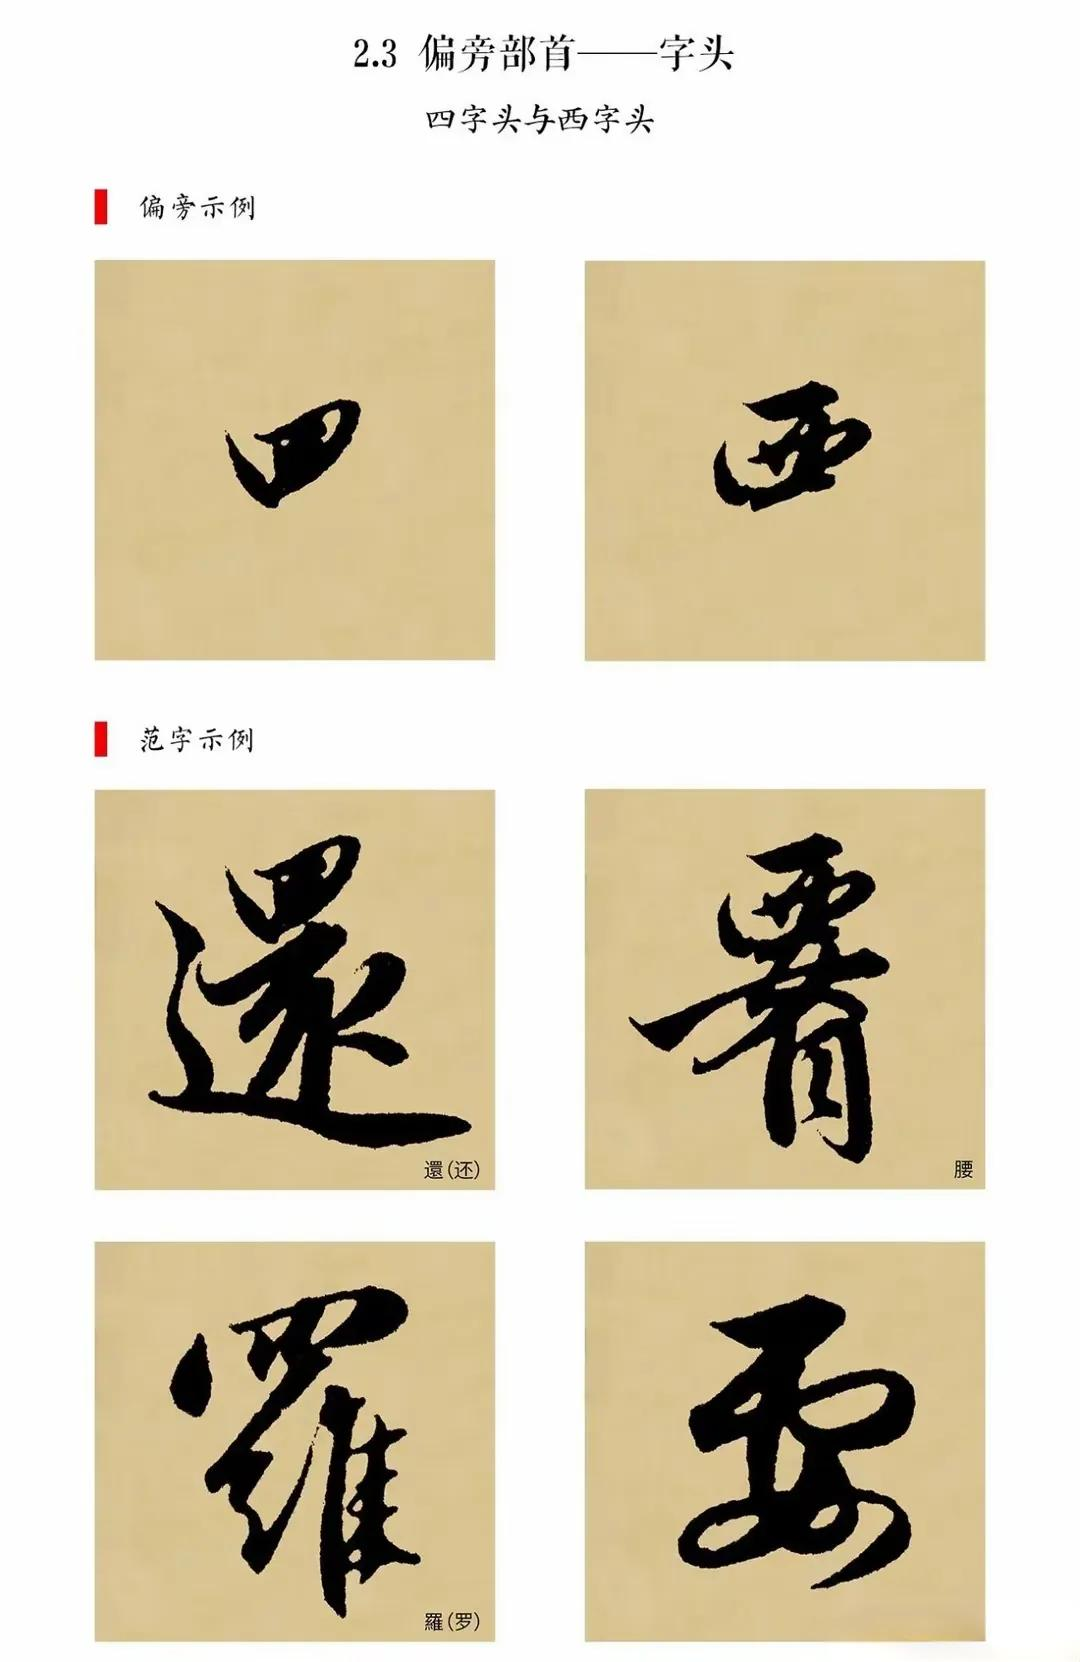 2.3 偏旁部首——字头
四字头与西字头
偏旁示例
四 西
范字示例
還 腰
還(还) 腰
羅 要
羅(罗)